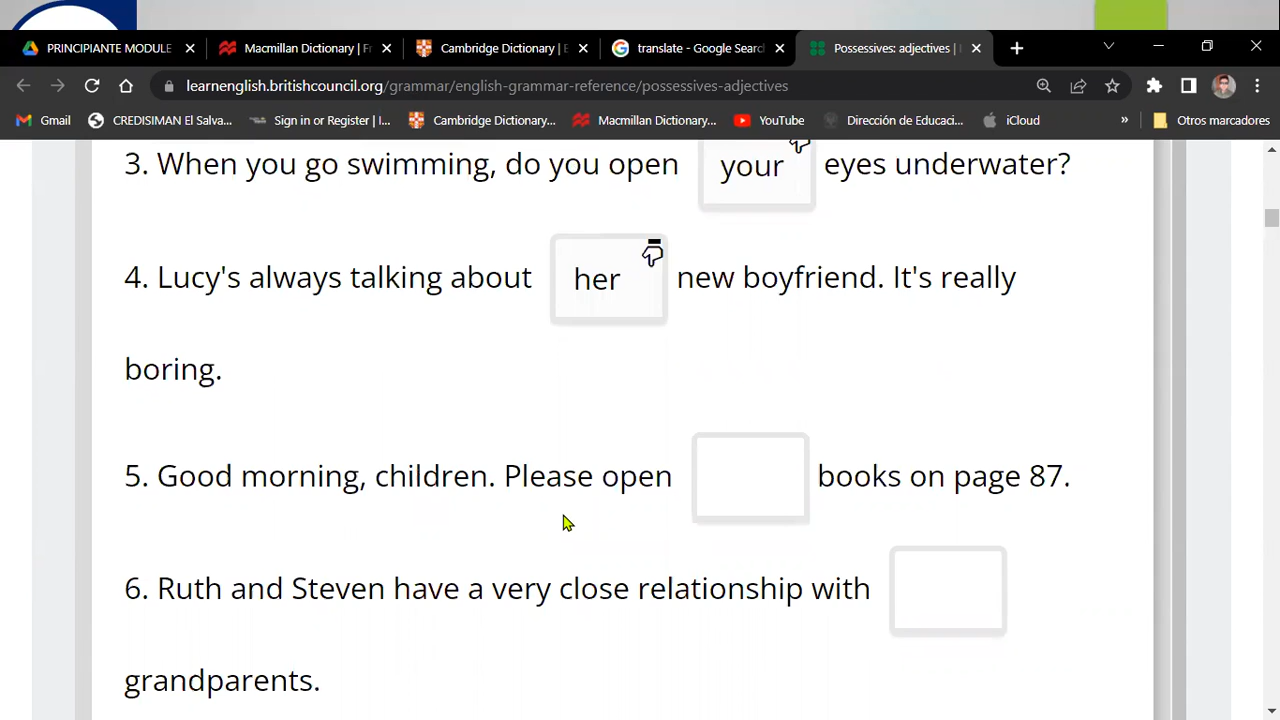 PRINCIPIANTE MODULE
Macmillan Dictionary | Fr
Cambridge Dictionary | E
translate - Google Searc
Possessives: adjectives |
learnenglish.britishcouncil.org/grammar/english-grammar-reference/possessives-adjectives
Gmail
CREDISIMAN El Salva...
Sign in or Register | I...
Cambridge Dictionary...
Macmillan Dictionary...
YouTube
Dirección de Educaci...
iCloud
»
Otros marcadores
3. When you go swimming, do you open your eyes underwater?
4. Lucy's always talking about her new boyfriend. It's really
boring.
5. Good morning, children. Please open books on page 87.
6. Ruth and Steven have a very close relationship with
grandparents.